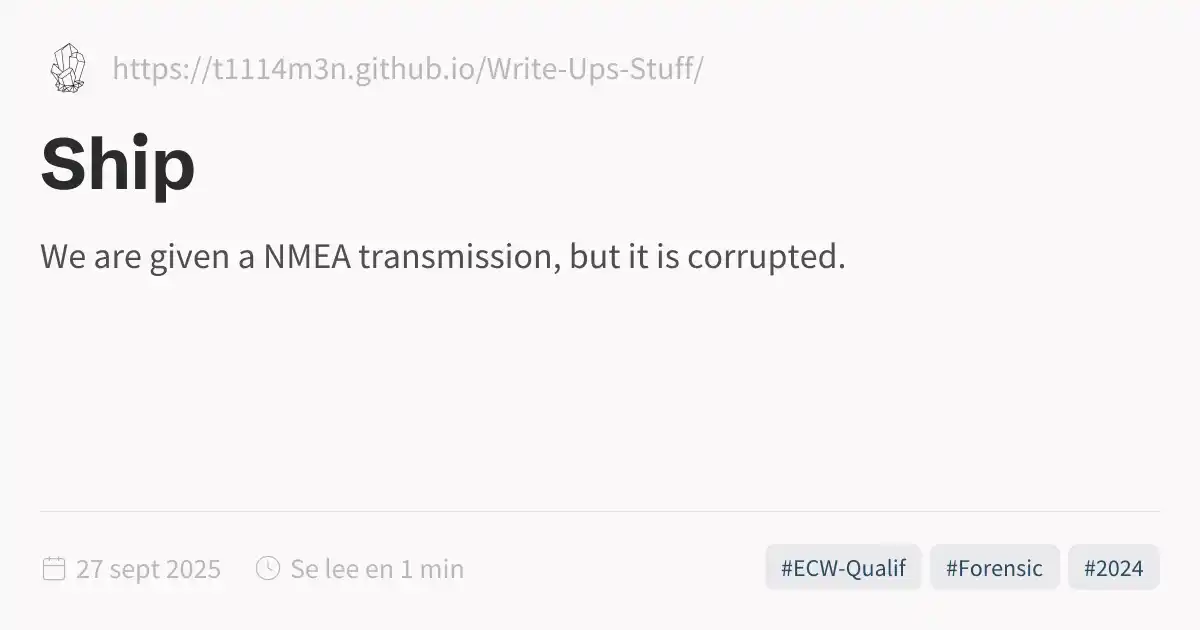 https://t1114m3n.github.io/Write-Ups-Stuff/
Ship
We are given a NMEA transmission, but it is corrupted.
27 sept 2025 Se lee en 1 min #ECW-Qualif #Forensic #2024